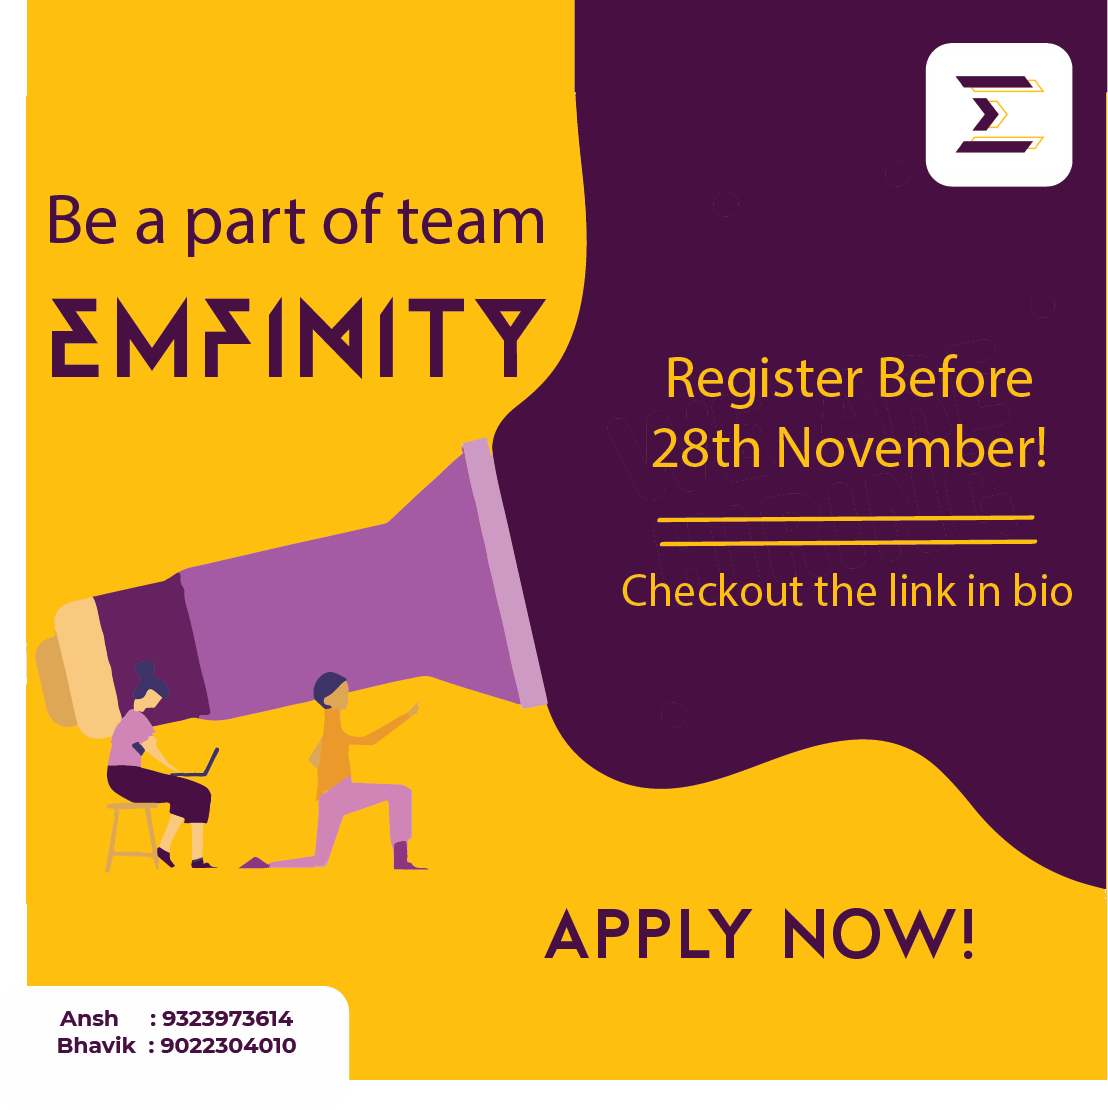 Be a part of team
EMFINITY
Register Before
28th November!
Checkout the link in bio
APPLY NOW!
Ansh : 9323973614
Bhavik : 9022304010